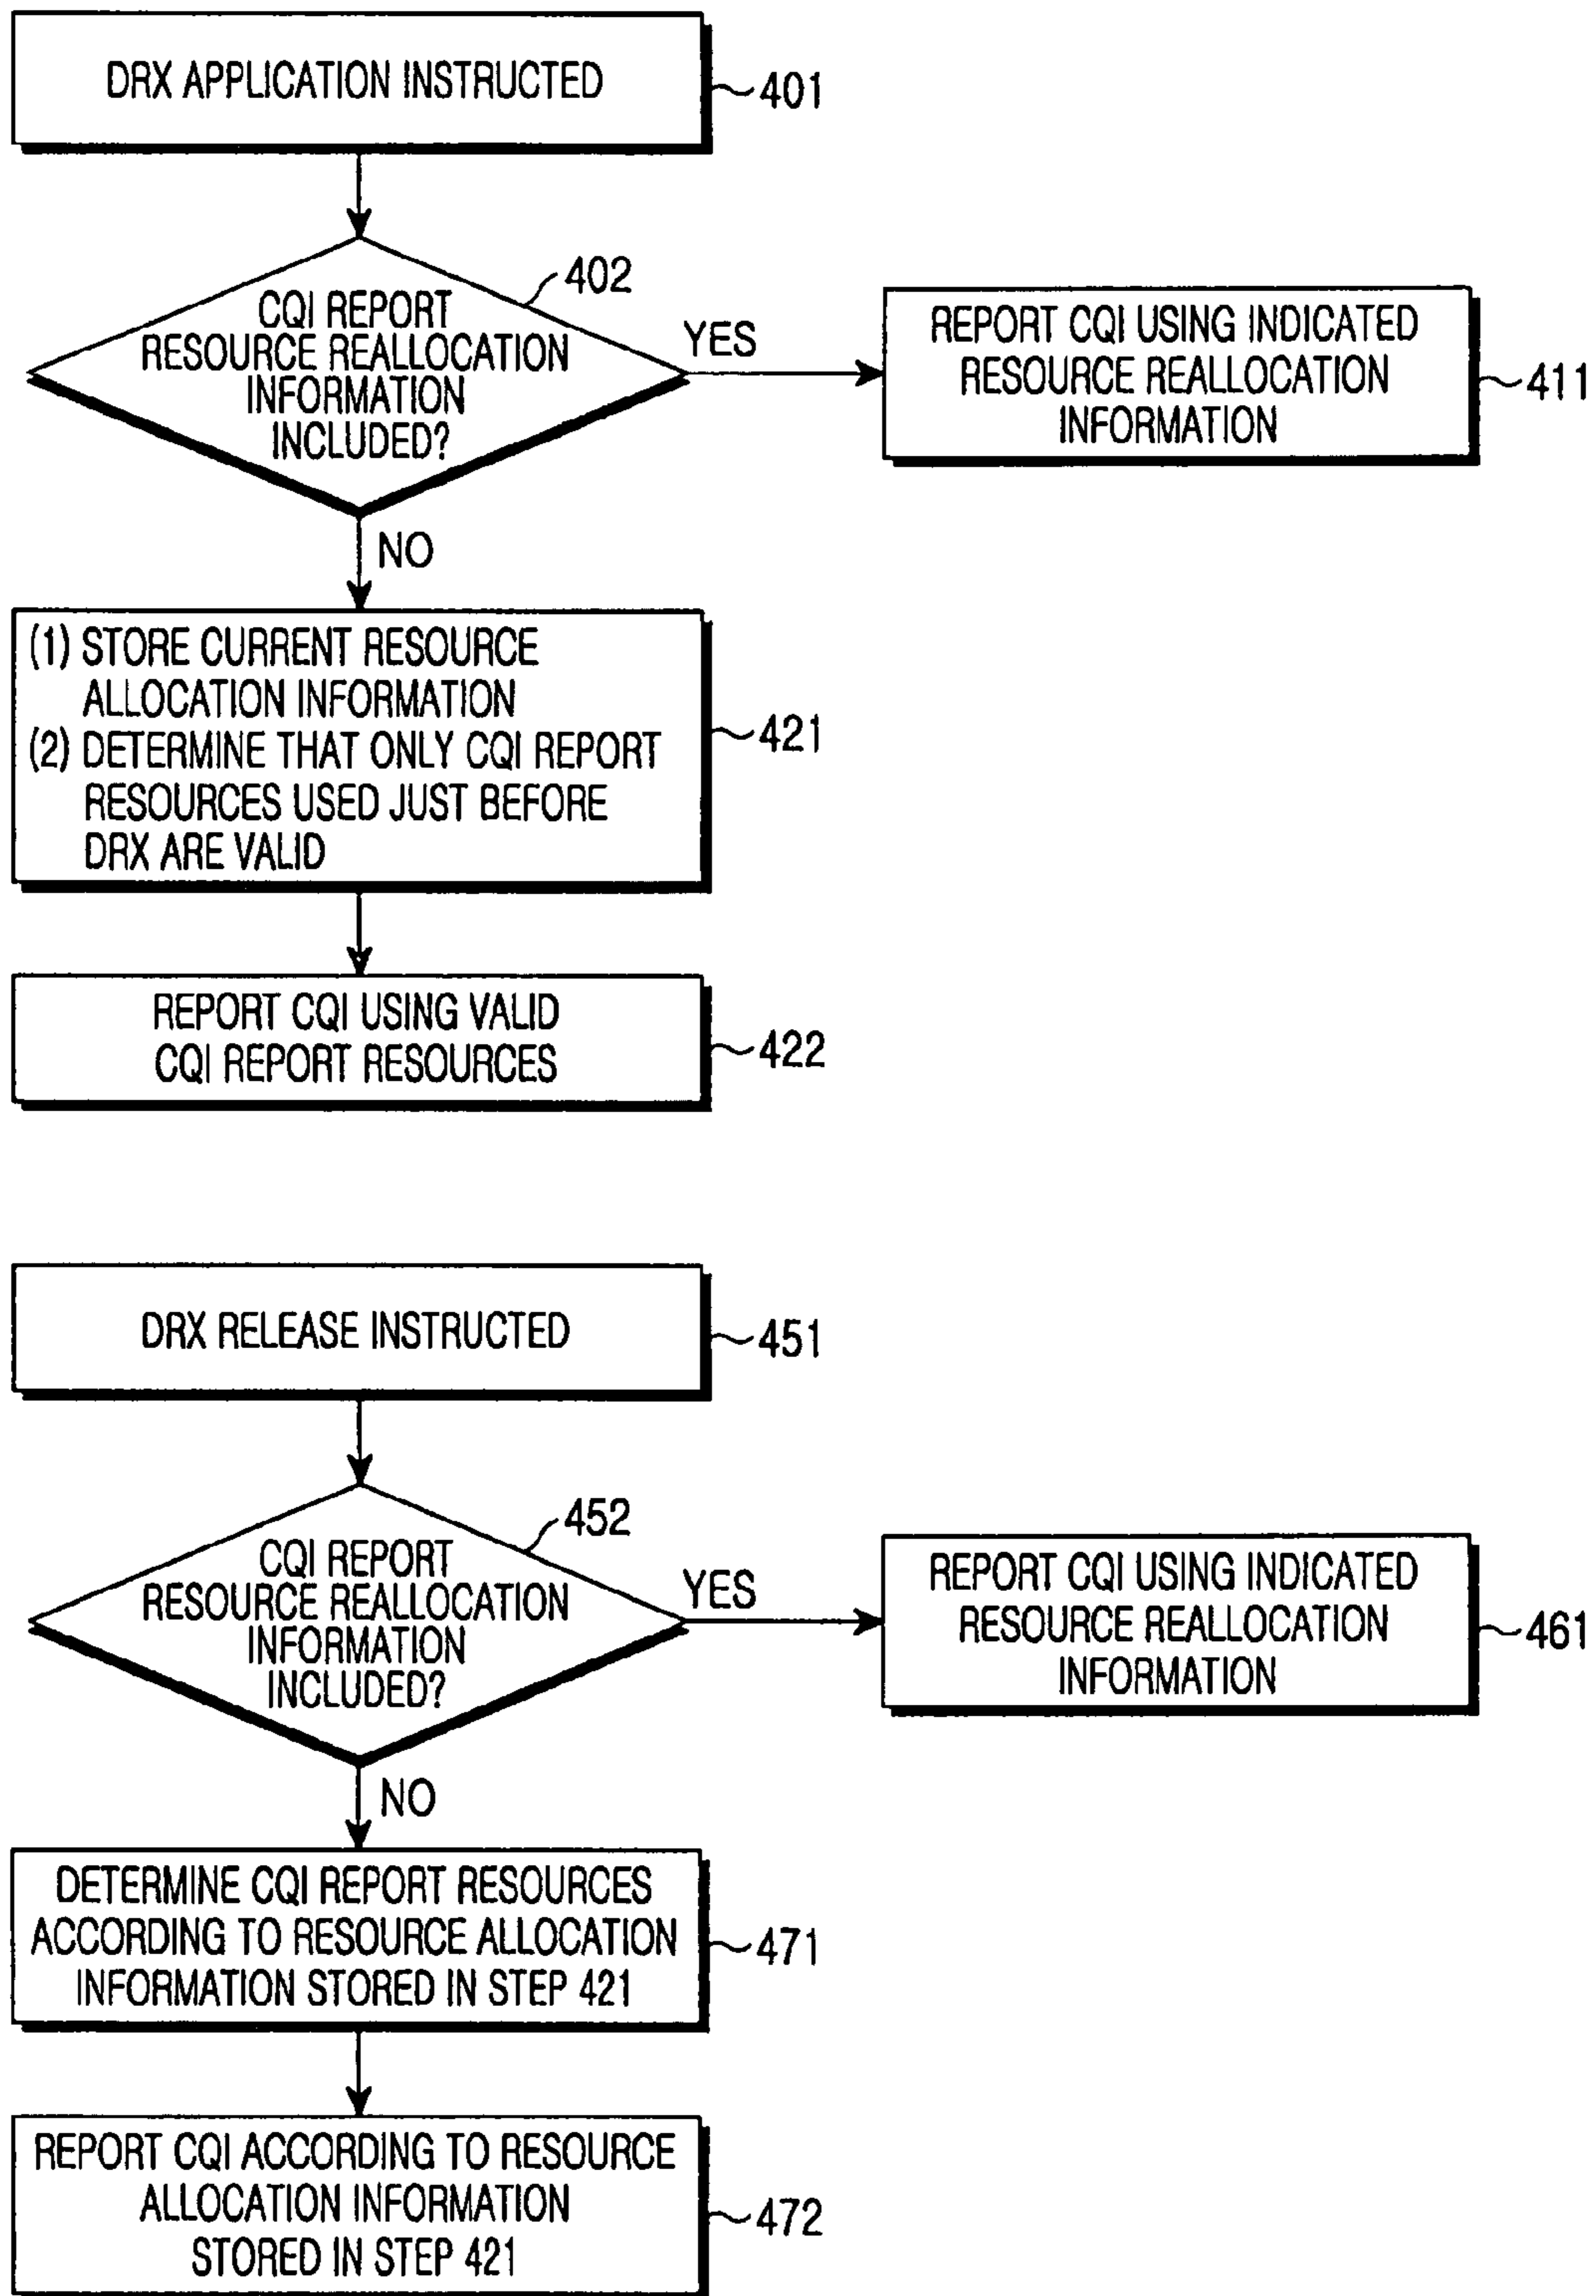 DRX APPLICATION INSTRUCTED
401
402
CQI REPORT
RESOURCE REALLOCATION
INFORMATION
INCLUDED?
YES
REPORT CQI USING INDICATED
RESOURCE REALLOCATION
INFORMATION
411
NO
(1) STORE CURRENT RESOURCE
ALLOCATION INFORMATION
(2) DETERMINE THAT ONLY CQI REPORT
RESOURCES USED JUST BEFORE
DRX ARE VALID
421
REPORT CQI USING VALID
CQI REPORT RESOURCES
422
DRX RELEASE INSTRUCTED
451
452
CQI REPORT
RESOURCE REALLOCATION
INFORMATION
INCLUDED?
YES
REPORT CQI USING INDICATED
RESOURCE REALLOCATION
INFORMATION
461
NO
DETERMINE CQI REPORT RESOURCES
ACCORDING TO RESOURCE ALLOCATION
INFORMATION STORED IN STEP 421
471
REPORT CQI ACCORDING TO RESOURCE
ALLOCATION INFORMATION
STORED IN STEP 421
472